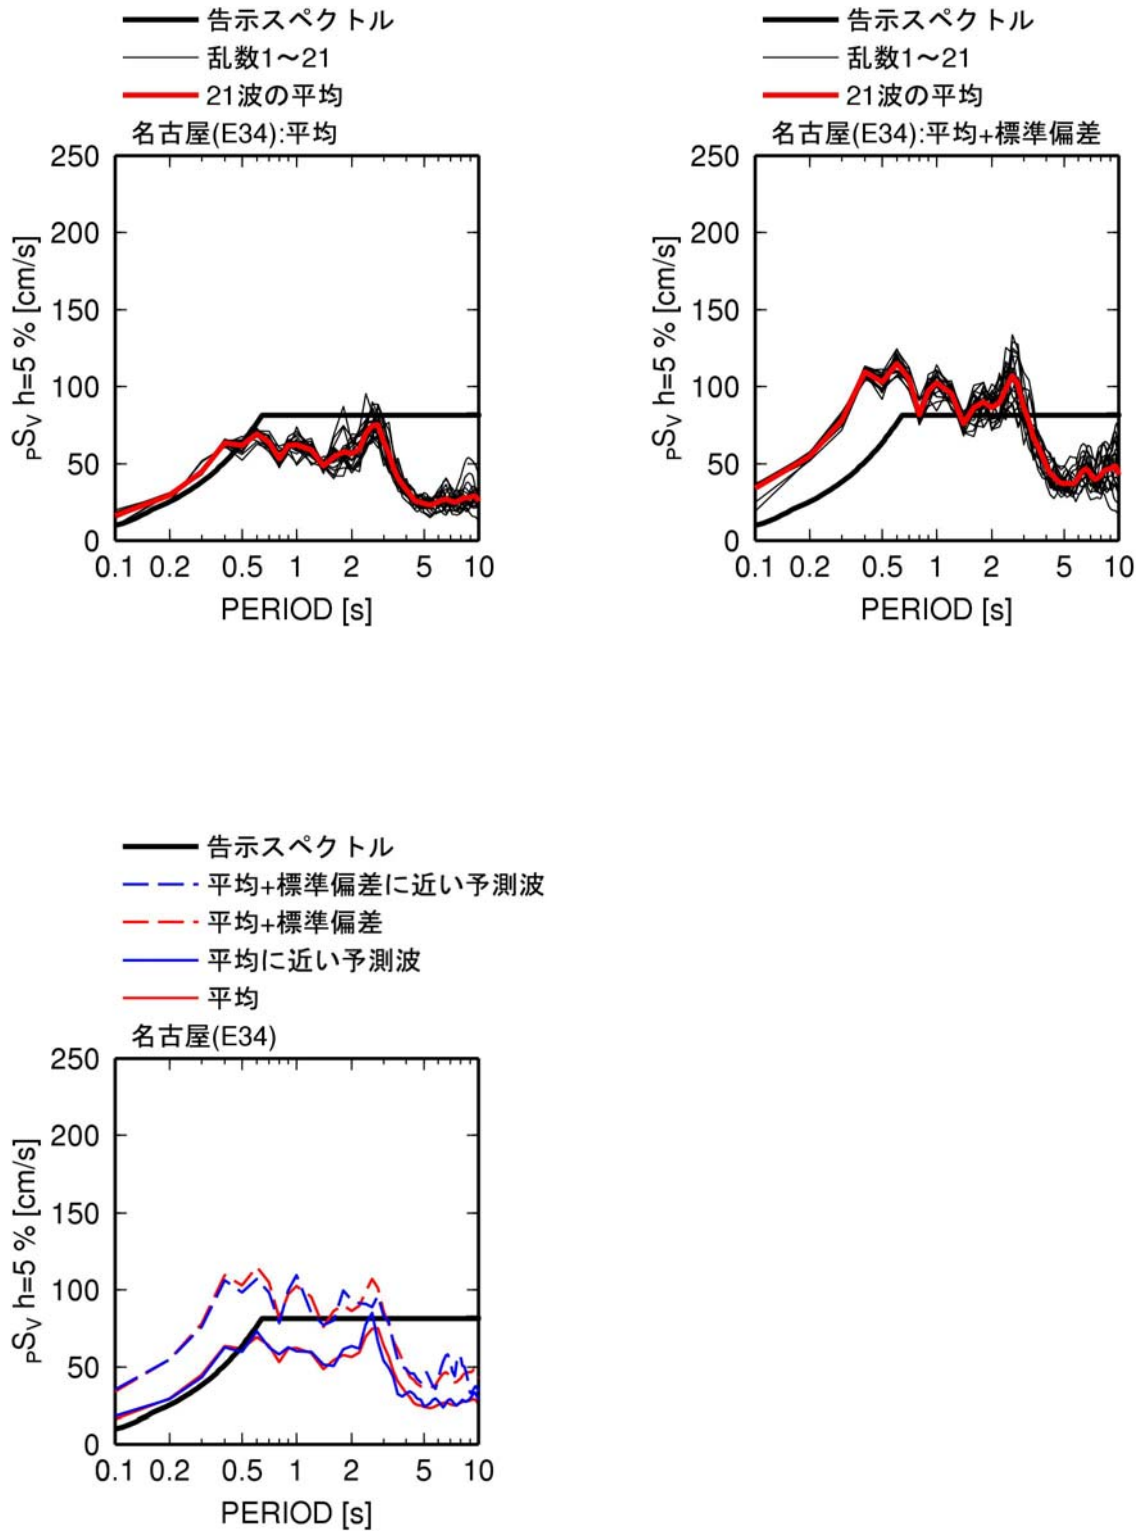 告示スペクトル
乱数1～21
21波の平均
名古屋(E34):平均
250
200
150
100
50
0
PSV h=5 % [cm/s]
0.1 0.2 0.5 1 2 5 10
PERIOD [s]
告示スペクトル
乱数1～21
21波の平均
名古屋(E34):平均+標準偏差
250
200
150
100
50
0
PSV h=5 % [cm/s]
0.1 0.2 0.5 1 2 5 10
PERIOD [s]
告示スペクトル
平均+標準偏差に近い予測波
平均+標準偏差
平均に近い予測波
平均
名古屋(E34)
250
200
150
100
50
0
PSV h=5 % [cm/s]
0.1 0.2 0.5 1 2 5 10
PERIOD [s]